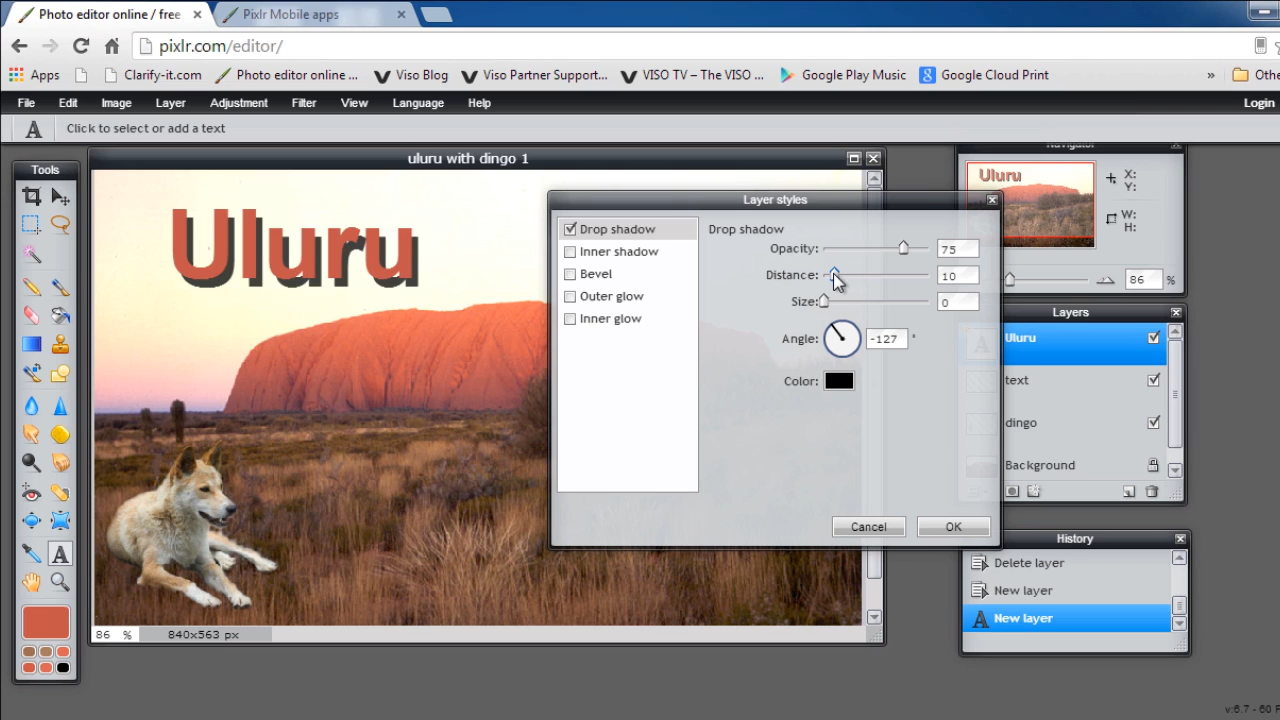 Photo editor online / free
Pixlr Mobile apps
pixlr.com/editor/
Apps
Clarify-it.com
Photo editor online ...
Viso Blog
Viso Partner Support...
VISO TV – The VISO ...
Google Play Music
Google Cloud Print
»
Othe
File Edit Image Layer Adjustment Filter View Language Help
Login
A Click to select or add a text
Tools
uluru with dingo 1
Uluru
86 % 840x563 px
Layer styles
Drop shadow
Inner shadow
Bevel
Outer glow
Inner glow
Drop shadow
Opacity: 75
Distance: 10
Size: 0
Angle: -127 °
Color:
Cancel OK
Navigator
Uluru
X:
Y:
W:
H:
86 %
Layers
Uluru
text
dingo
Background
History
Delete layer
New layer
A New layer
A
v:6.7 - 60 F